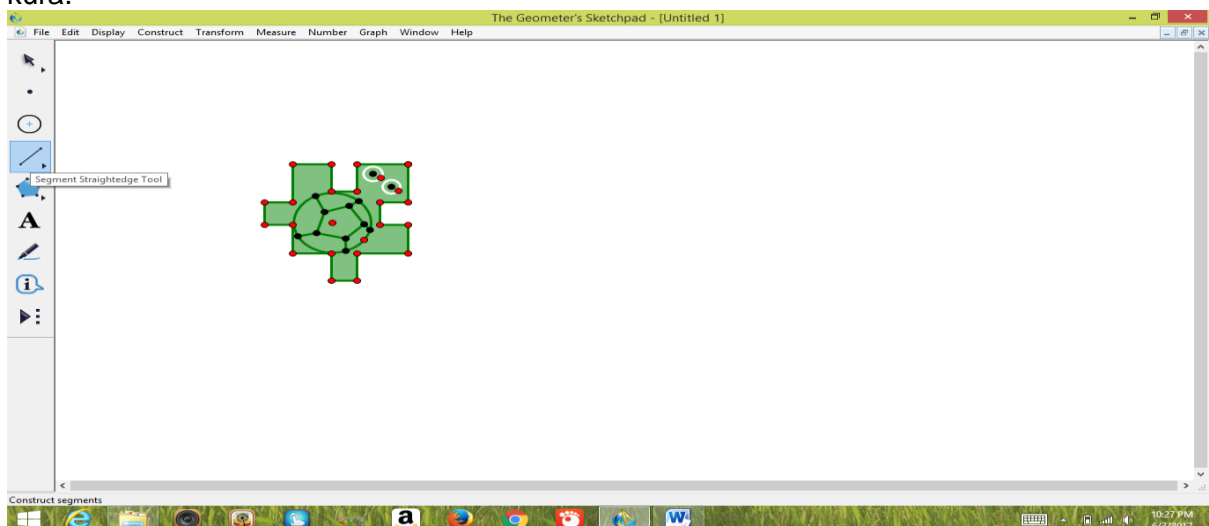 kura.
The Geometer's Sketchpad - [Untitled 1]
File Edit Display Construct Transform Measure Number Graph Window Help
Segment Straightedge Tool
A
Construct segments
a
W
10:27 PM